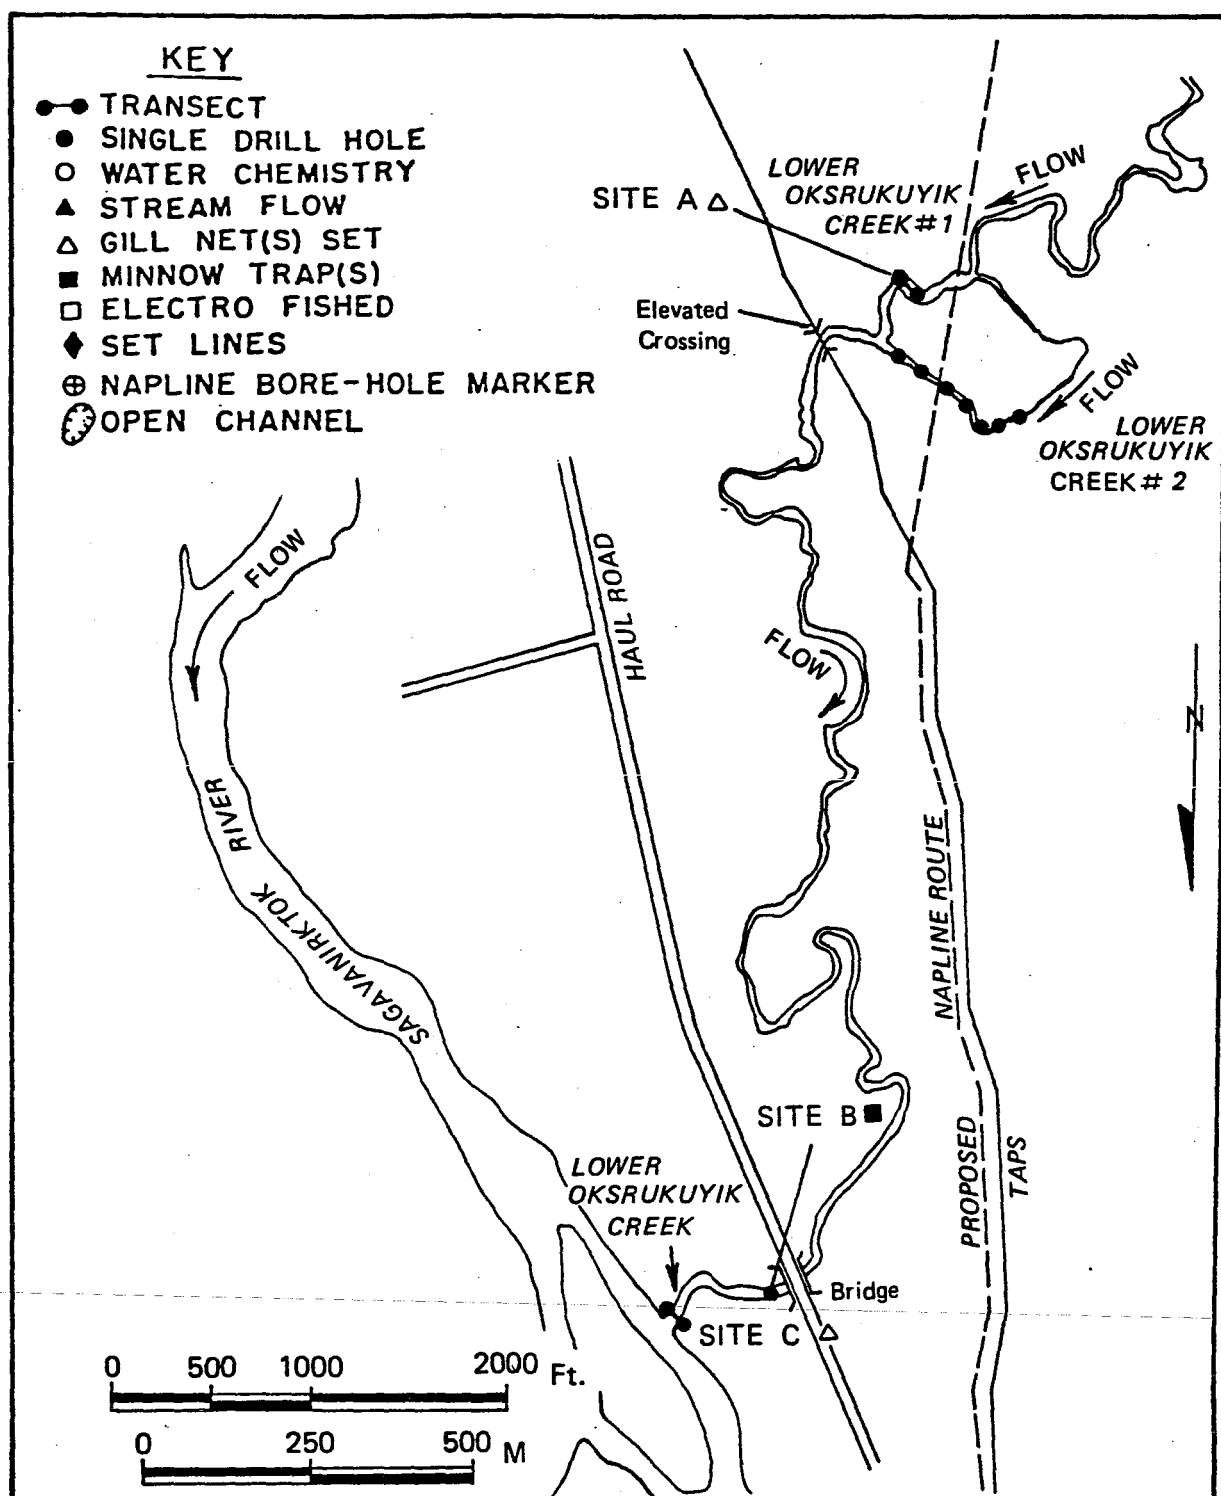 KEY
TRANSECT
SINGLE DRILL HOLE
WATER CHEMISTRY
STREAM FLOW
GILL NET(S) SET
MINNOW TRAP(S)
ELECTRO FISHED
SET LINES
NAPLINE BORE-HOLE MARKER
OPEN CHANNEL
LOWER
OKSRUKUYIK
CREEK#1
FLOW
SITE A
Elevated
Crossing
FLOW
LOWER
OKSRUKUYIK
CREEK# 2
FLOW
HAUL ROAD
FLOW
N
SAGAVANIRKTOK RIVER
PROPOSED NAPLINE ROUTE
TAPS
SITE B
LOWER
OKSRUKUYIK
CREEK
Bridge
SITE C
0 500 1000 2000 Ft.
0 250 500 M